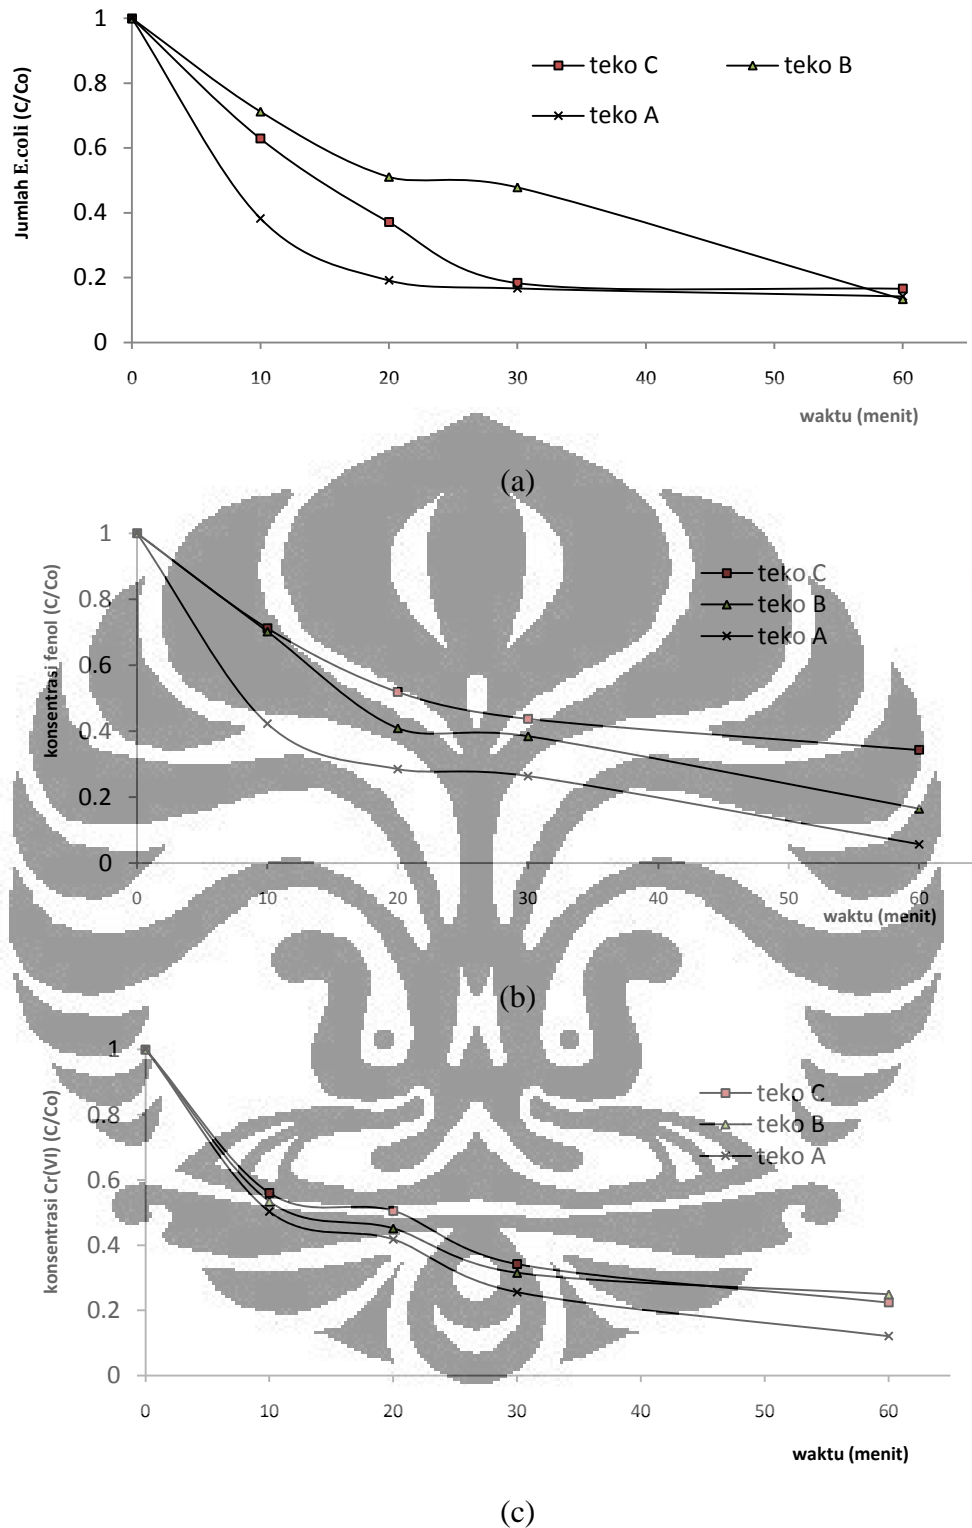 1
0.8
0.6
0.4
0.2
0
Jumlah E.coli (C/Co)
teko C teko B
teko A
0 10 20 30 40 50 60
waktu (menit)
(a)
1
0.8
0.6
0.4
0.2
0
konsentrasi fenol (C/Co)
teko C
teko B
teko A
0 10 20 30 40 50 60
waktu (menit)
(b)
1
0.8
0.6
0.4
0.2
0
konsentrasi Cr(VI) (C/Co)
teko C
teko B
teko A
0 10 20 30 40 50 60
waktu (menit)
(c)